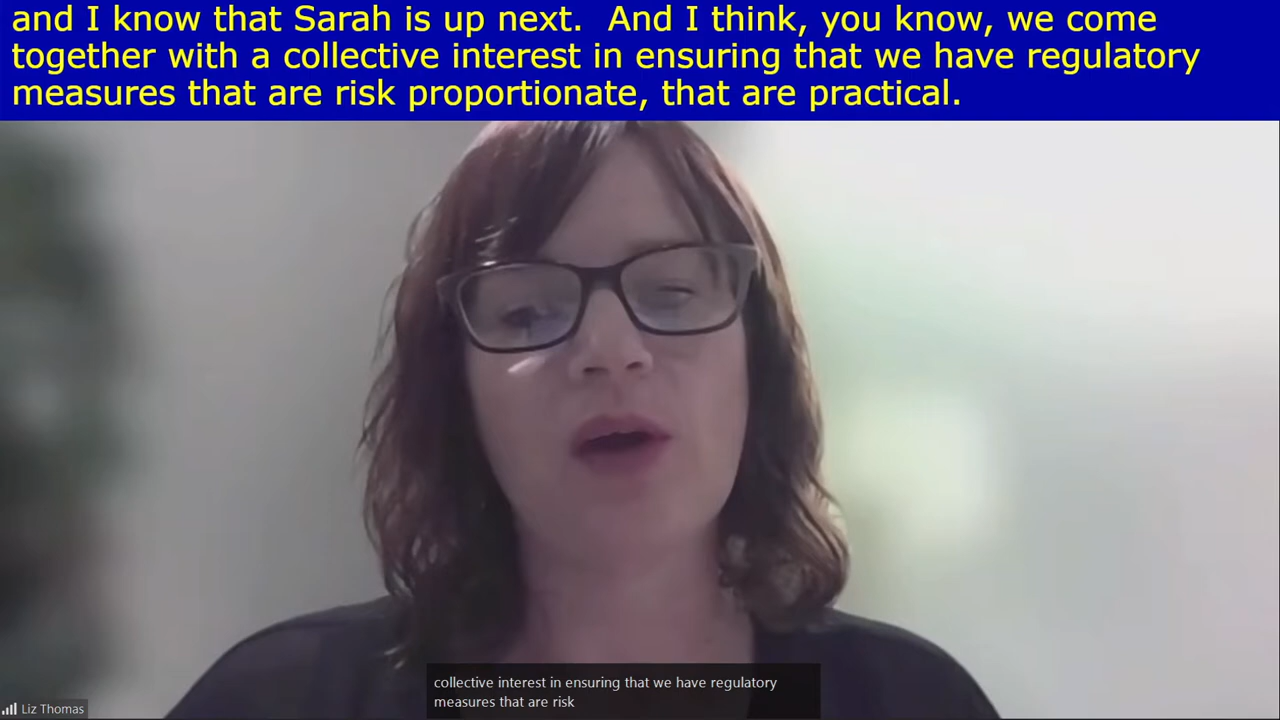 and I know that Sarah is up next.  And I think, you know, we come
together with a collective interest in ensuring that we have regulatory
measures that are risk proportionate, that are practical.
collective interest in ensuring that we have regulatory
measures that are risk
Liz Thomas